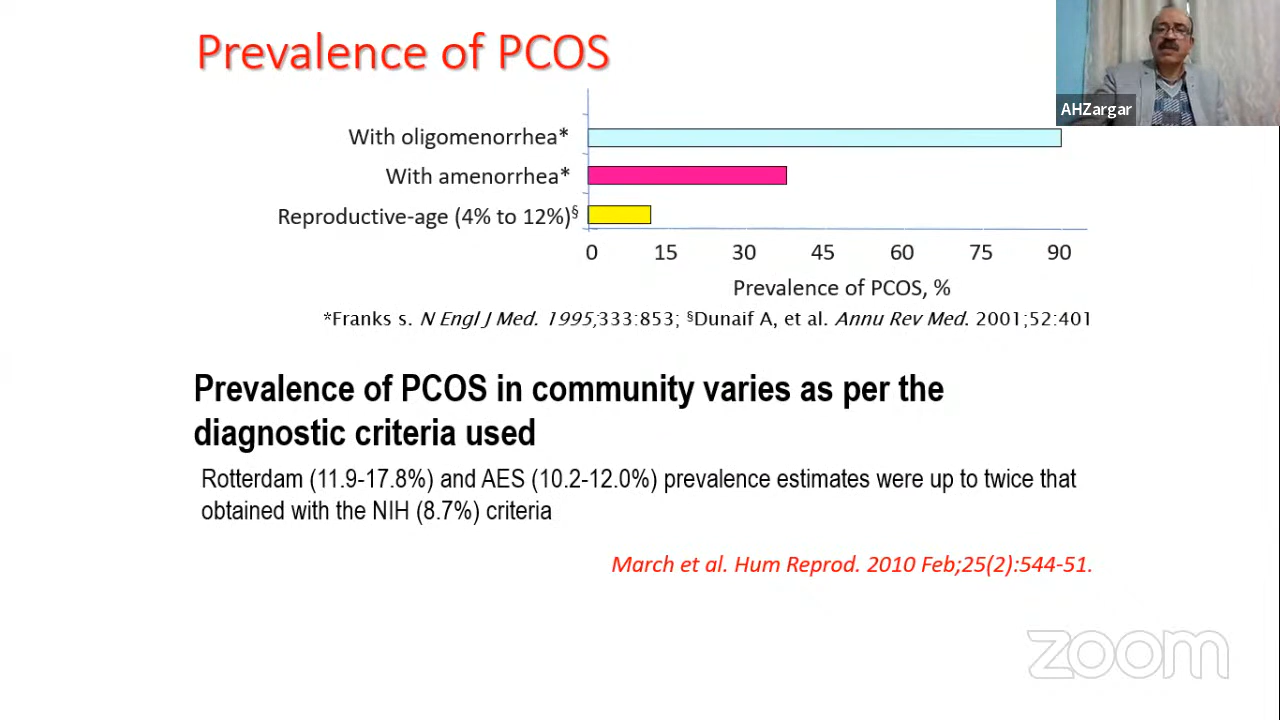 Prevalence of PCOS
AHZargar
With oligomenorrhea*
With amenorrhea*
Reproductive-age (4% to 12%)§
0 15 30 45 60 75 90
Prevalence of PCOS, %
*Franks s. N Engl J Med. 1995;333:853; §Dunaif A, et al. Annu Rev Med. 2001;52:401
Prevalence of PCOS in community varies as per the
diagnostic criteria used
Rotterdam (11.9-17.8%) and AES (10.2-12.0%) prevalence estimates were up to twice that
obtained with the NIH (8.7%) criteria
March et al. Hum Reprod. 2010 Feb;25(2):544-51.
zoom